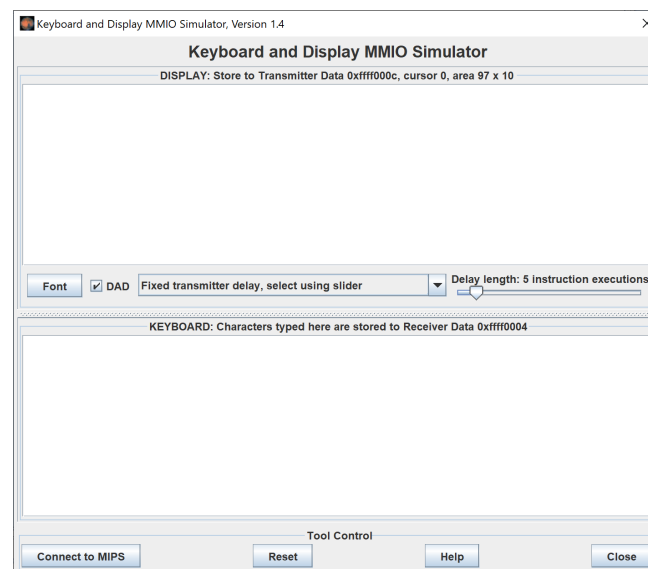 Keyboard and Display MMIO Simulator, Version 1.4
Keyboard and Display MMIO Simulator
DISPLAY: Store to Transmitter Data 0xffff000c, cursor 0, area 97 x 10
Font DAD Fixed transmitter delay, select using slider Delay length: 5 instruction executions
KEYBOARD: Characters typed here are stored to Receiver Data 0xffff0004
Tool Control
Connect to MIPS Reset Help Close